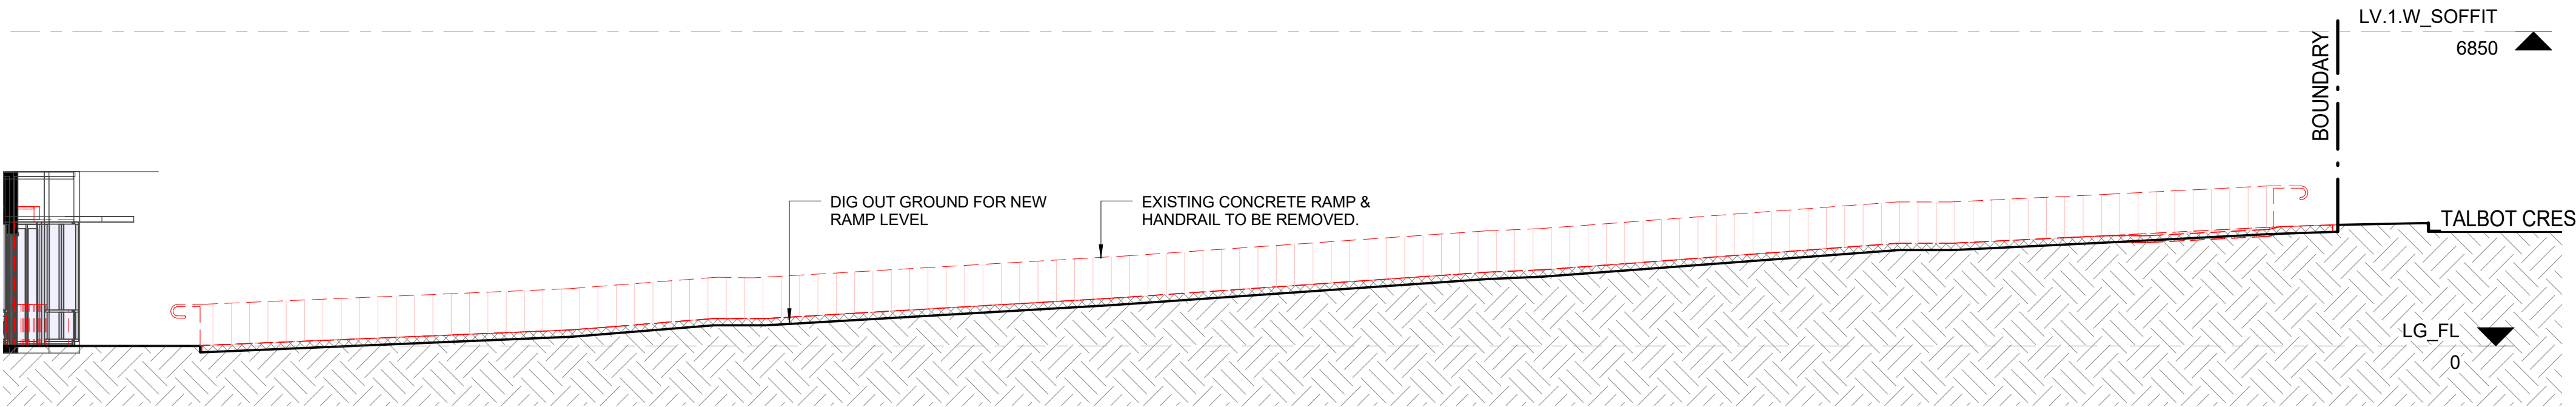 LV.1.W_SOFFIT
6850
BOUNDARY
DIG OUT GROUND FOR NEW
RAMP LEVEL
EXISTING CONCRETE RAMP &
HANDRAIL TO BE REMOVED.
TALBOT CRES
LG_FL
0